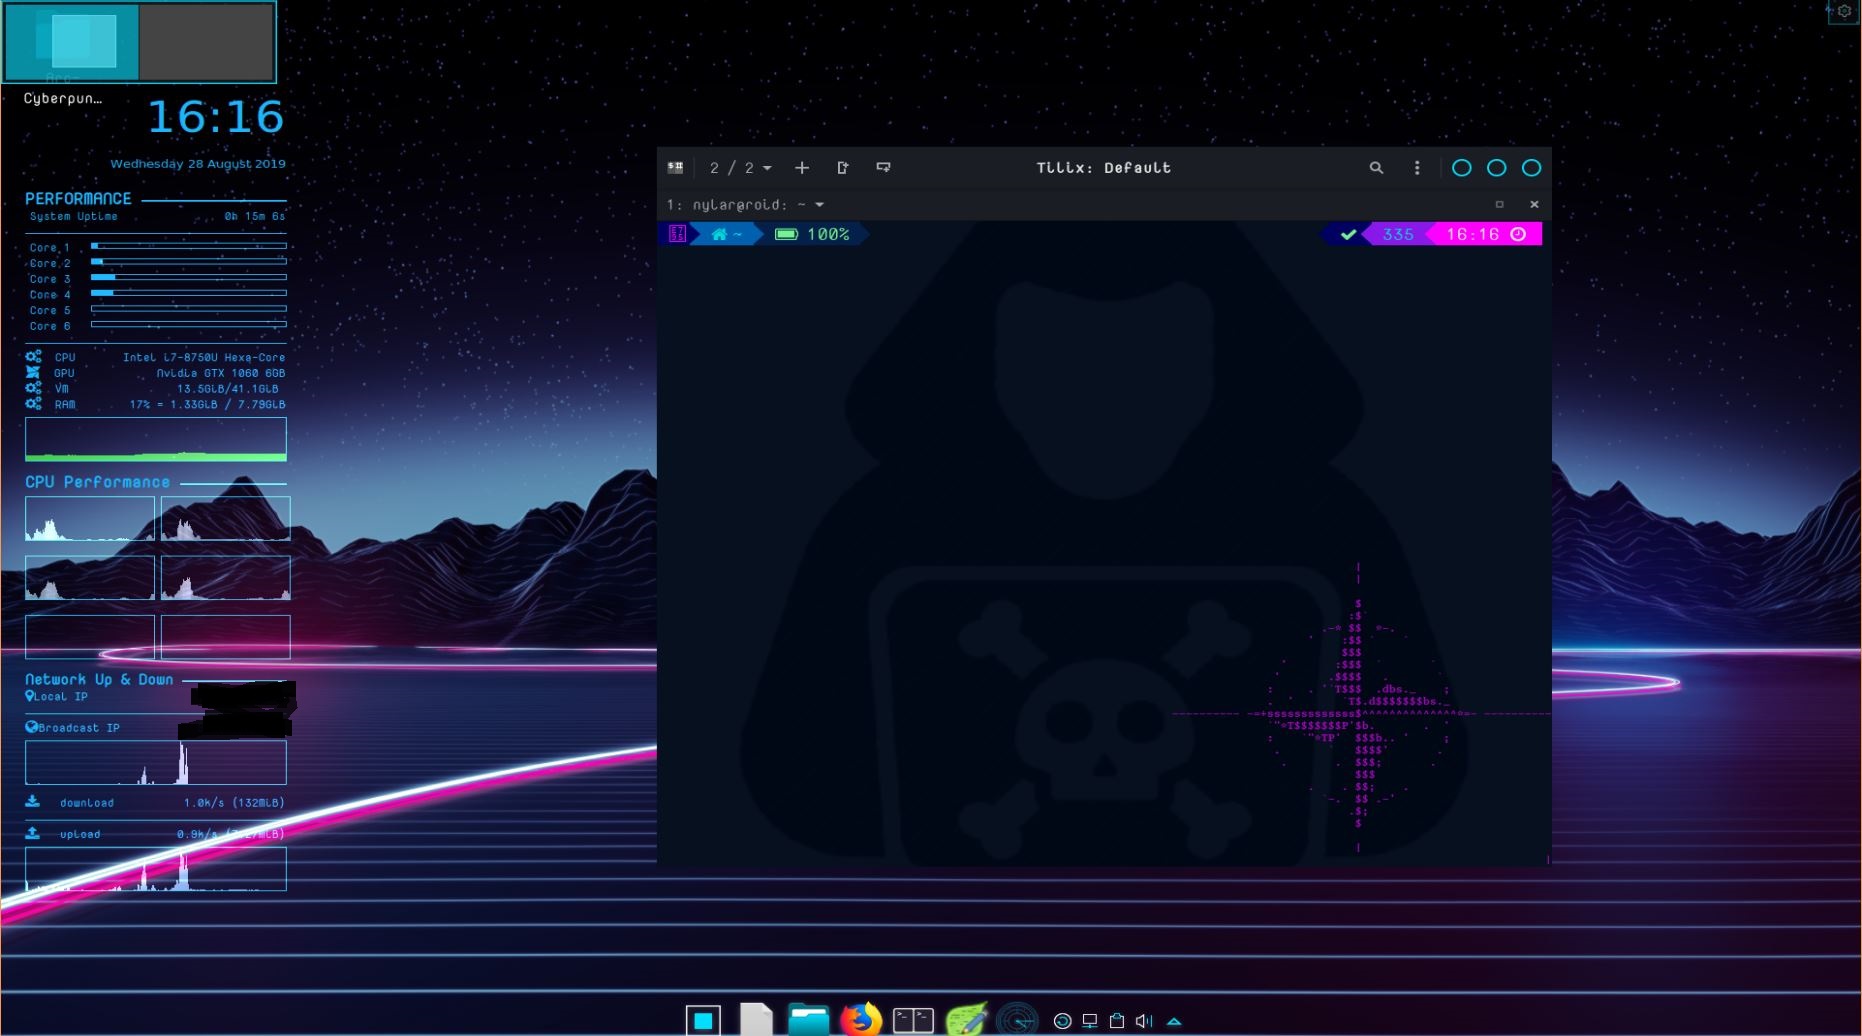 Arc-
Cyberpun…
16:16
Wednesday 28 August 2019
PERFORMANCE
System Uptime 0h 15m 6s
Core 1
Core 2
Core 3
Core 4
Core 5
Core 6
CPU Intel i7-8750U Hexa-Core
GPU Nvidia GTX 1060 6GB
Vm 13.5GiB/41.1GiB
RAM 17% = 1.33GiB / 7.79GiB
CPU Performance
Network Up & Down
Local IP
Broadcast IP
download 1.0k/s (132MiB)
upload 0.9k/s
2 / 2
Tilix: Default
1: nylar@roid: ~
~ 100%
335 16:16